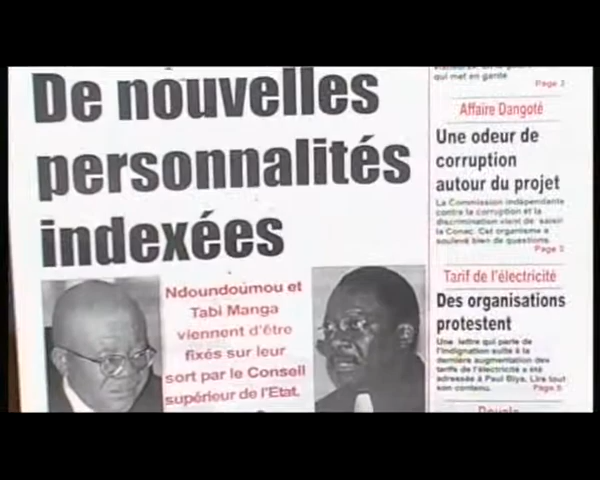 De nouvelles
personnalités
indexées
Ndoundoumou et
Tabi Manga
viennent d'être
fixés sur leur
sort par le Conseil
supérieur de l'Etat.
qui met en garde
Page 3
Affaire Dangoté
Une odeur de
corruption
autour du projet
La Commission indépendante
contre la corruption et la
discrimination vient de saisir
la Conac. Cet organisme a
soulevé bien de questions.
Tarif de l'électricité
Des organisations
protestent
Une lettre qui parle de
l'indignation suite à la
dernière augmentation des
tarifs de l'électricité a été
adressée à Paul Biya. Lire tout
son contenu.
Douala